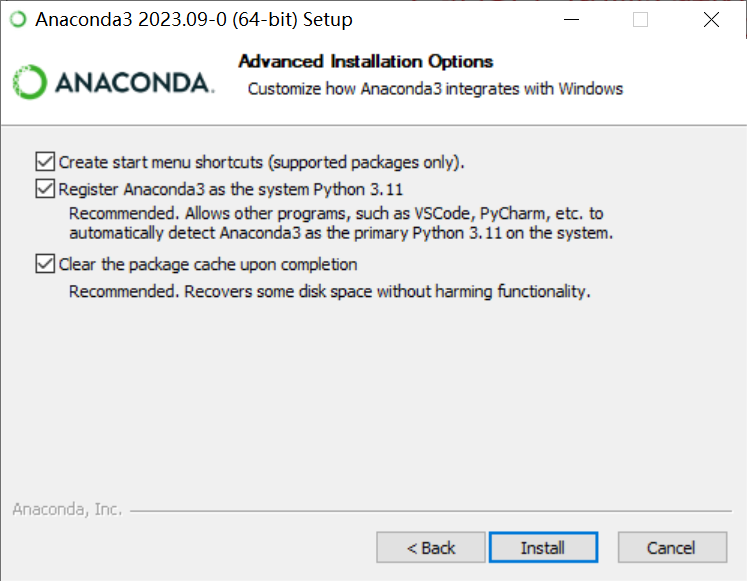 Anaconda3 2023.09-0 (64-bit) Setup
ANACONDA.
Advanced Installation Options
Customize how Anaconda3 integrates with Windows
Create start menu shortcuts (supported packages only).
Register Anaconda3 as the system Python 3.11
Recommended. Allows other programs, such as VSCode, PyCharm, etc. to
automatically detect Anaconda3 as the primary Python 3.11 on the system.
Clear the package cache upon completion
Recommended. Recovers some disk space without harming functionality.
Anaconda, Inc.
< Back Install Cancel